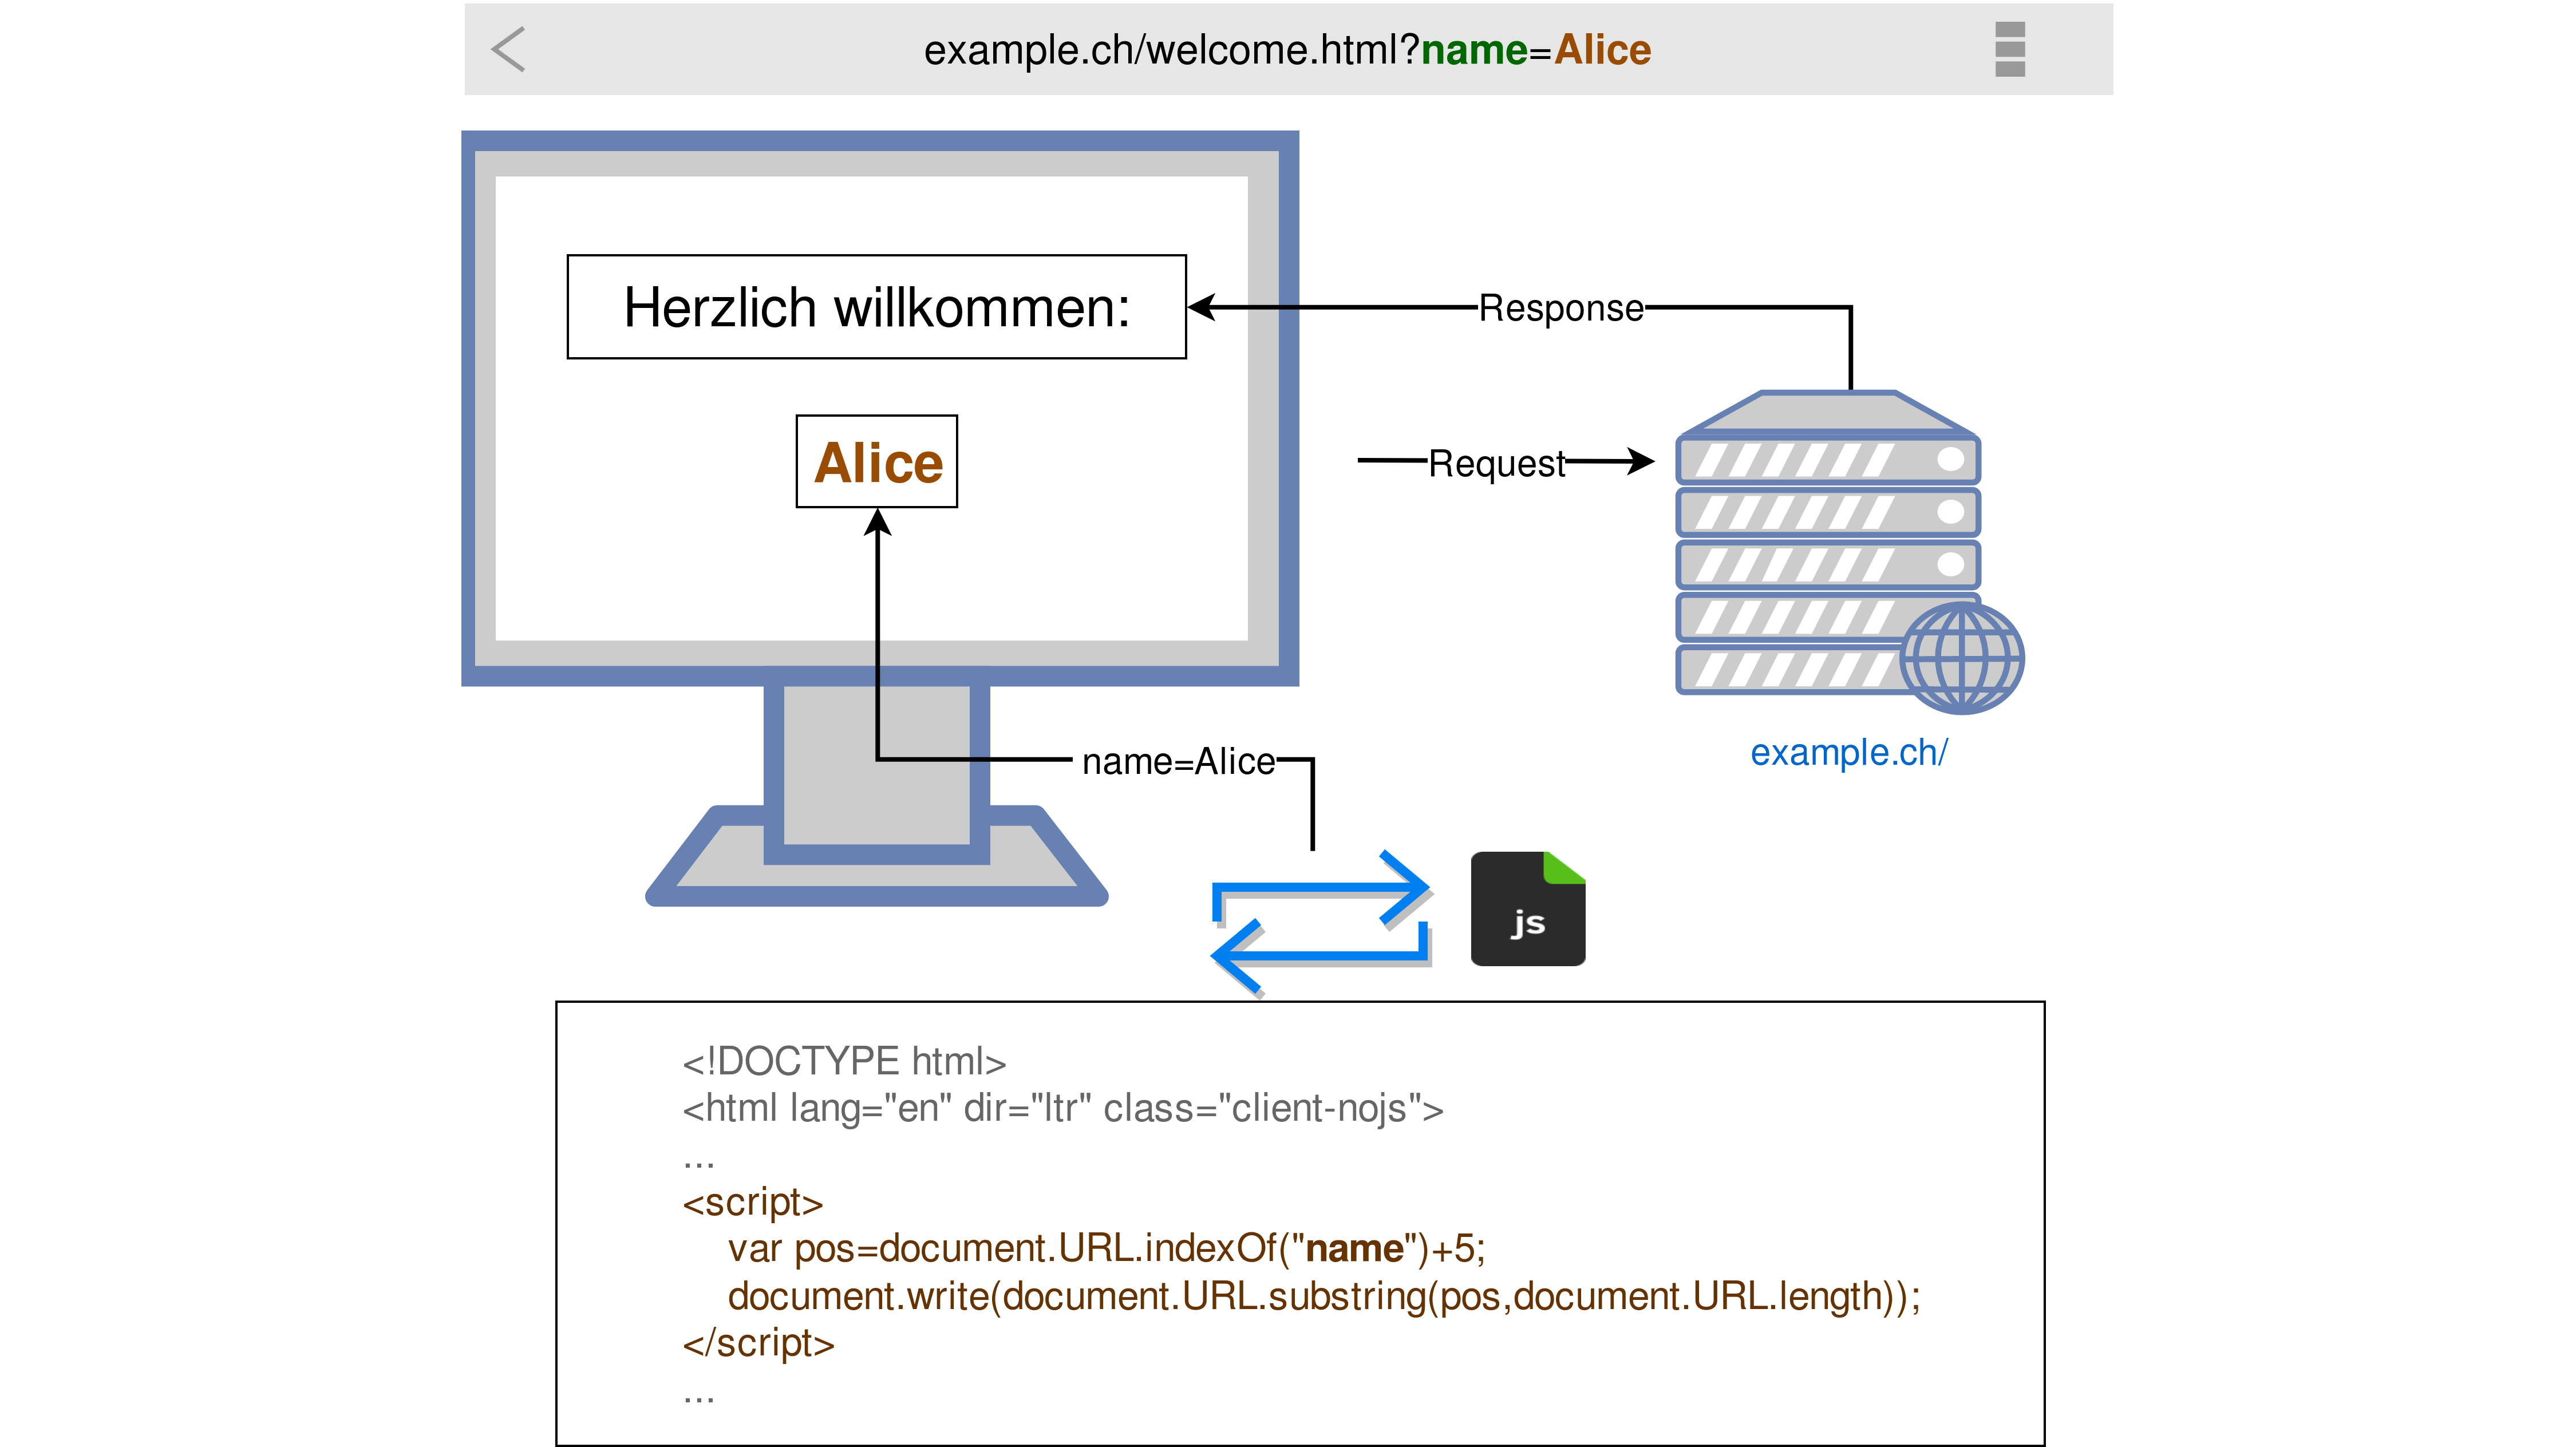 example.ch/welcome.html?name=Alice
Herzlich willkommen:
Response
Alice
Request
example.ch/
name=Alice
js
<!DOCTYPE html>
<html lang="en" dir="ltr" class="client-nojs">
...
<script>
var pos=document.URL.indexOf("name")+5;
document.write(document.URL.substring(pos,document.URL.length));
</script>
...